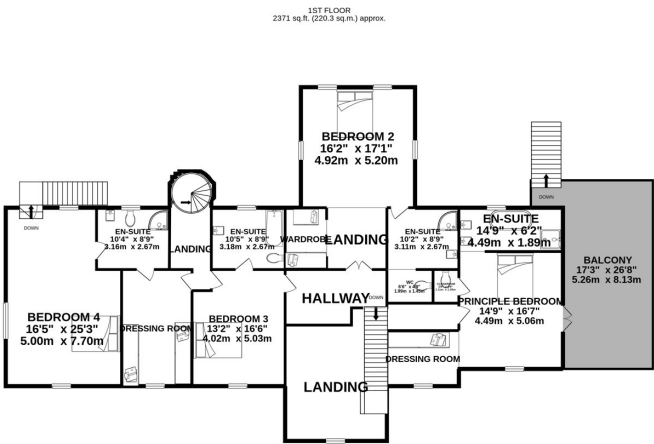 1ST FLOOR
2371 sq.ft. (220.3 sq.m.) approx.
BEDROOM 2
16'2" x 17'1"
4.92m x 5.20m
DOWN
DOWN
EN-SUITE
10'4" x 8'9"
3.16m x 2.67m
LANDING
EN-SUITE
10'5" x 8'9"
3.18m x 2.67m
WARDROBE
LANDING
EN-SUITE
10'2" x 8'9"
3.11m x 2.67m
EN-SUITE
14'9" x 6'2"
4.49m x 1.89m
BALCONY
17'3" x 26'8"
5.26m x 8.13m
HALLWAY
DOWN
WC
PRINCIPLE BEDROOM
14'9" x 16'7"
4.49m x 5.06m
BEDROOM 4
16'5" x 25'3"
5.00m x 7.70m
DRESSING ROOM
BEDROOM 3
13'2" x 16'6"
4.02m x 5.03m
DRESSING ROOM
LANDING